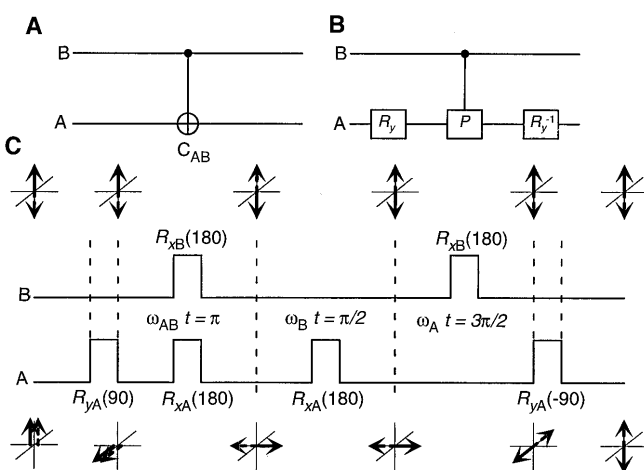 A
B
B
B
A
C_AB
A
R_y
P
R_y^-1
C
R_xB(180)
R_xB(180)
B
ω_AB t = π
ω_B t = π/2
ω_A t = 3π/2
A
R_yA(90)
R_xA(180)
R_xA(180)
R_yA(-90)